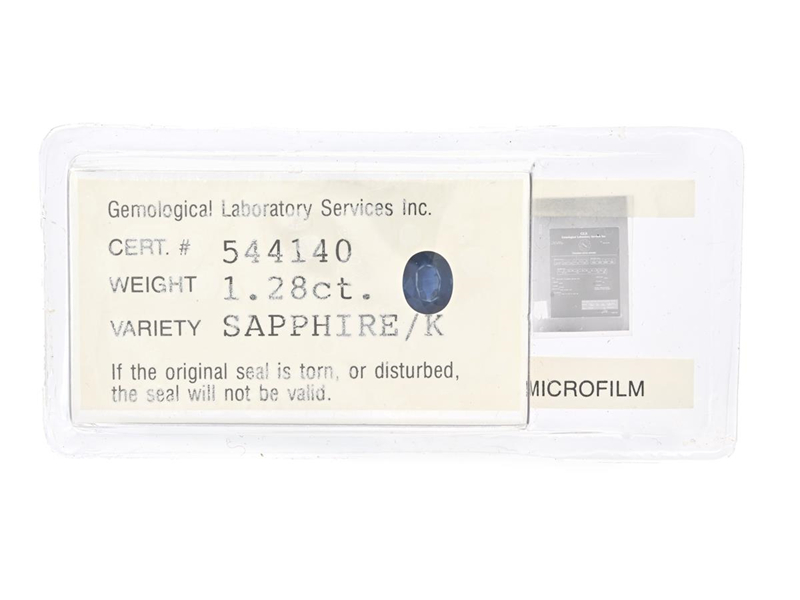 Gemological Laboratory Services Inc.
CERT. # 544140
WEIGHT 1.28ct.
VARIETY SAPPHIRE/K
If the original seal is torn, or disturbed,
the seal will not be valid.
MICROFILM